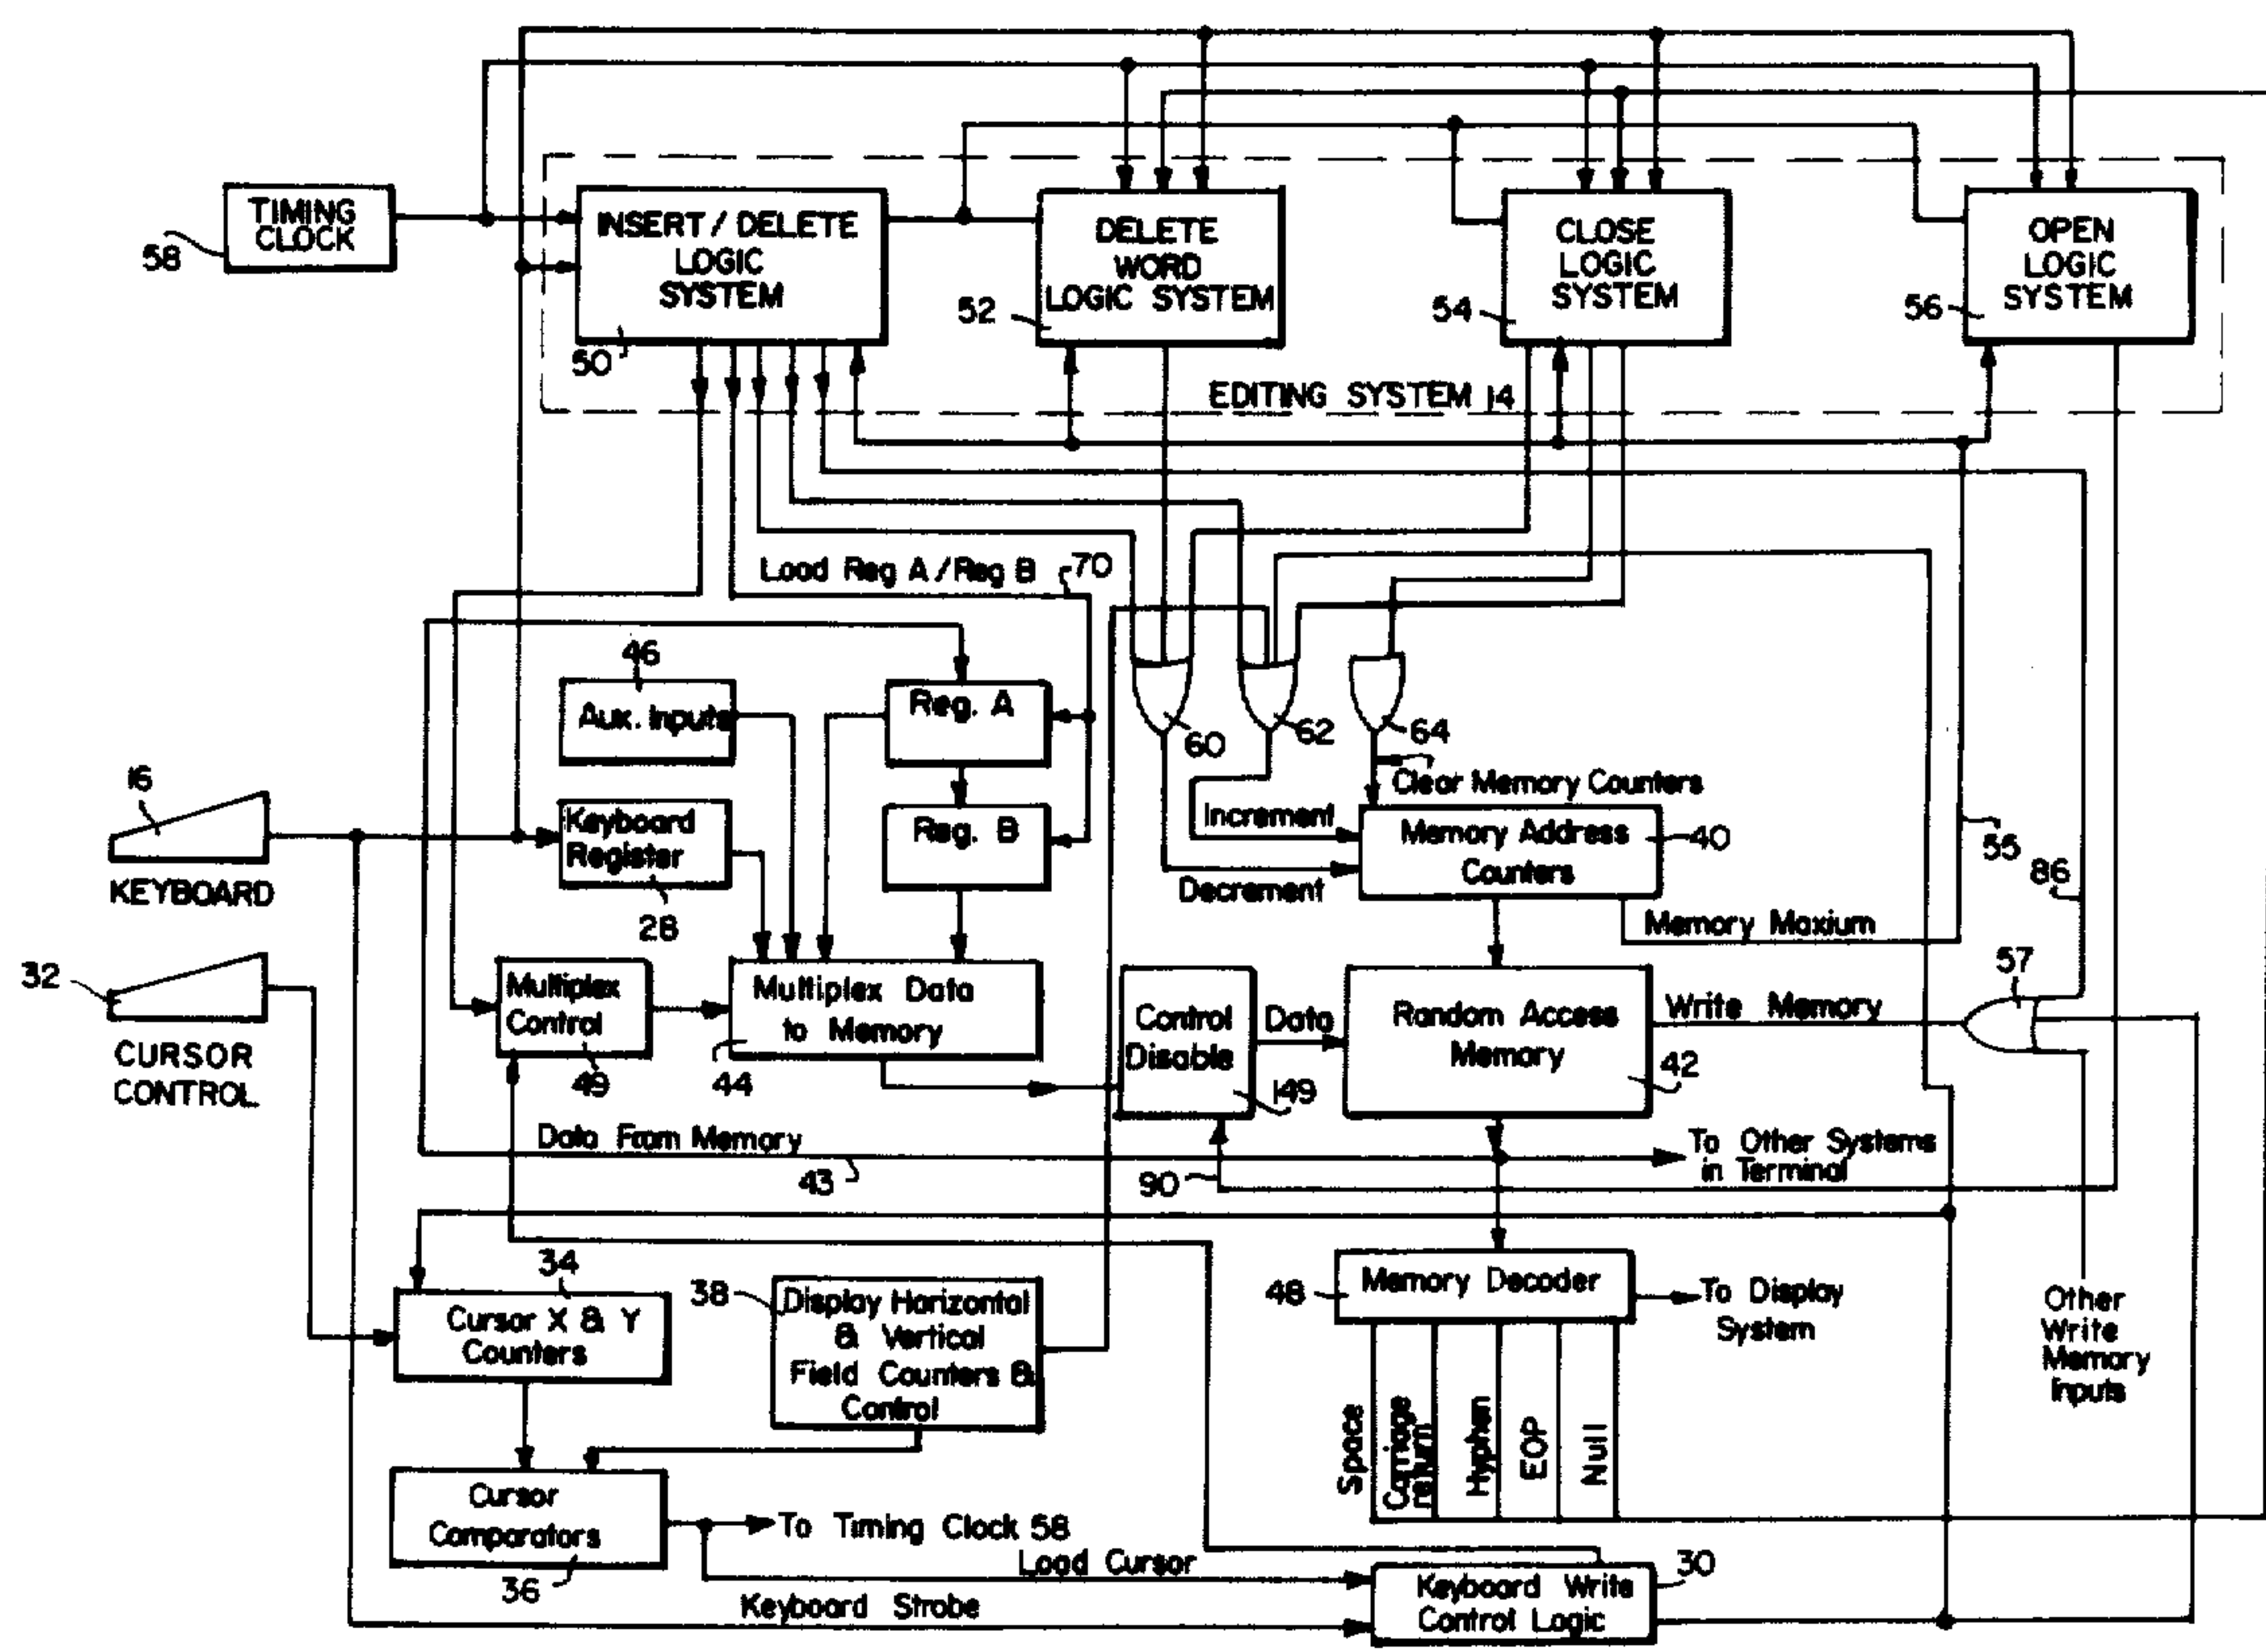 TIMING
CLOCK
58
INSERT / DELETE
LOGIC
SYSTEM
50
DELETE
WORD
LOGIC SYSTEM
52
CLOSE
LOGIC
SYSTEM
54
OPEN
LOGIC
SYSTEM
56
EDITING SYSTEM 14
Load Reg A / Reg B
70
46
Aux. Inputs
Reg. A
60
62
64
Clear Memory Counters
16
KEYBOARD
Keyboard
Register
28
Reg. B
Increment
Decrement
Memory Address
Counters
40
55
86
Memory Maxium
32
CURSOR
CONTROL
Multiplex
Control
49
Multiplex Data
to Memory
44
Control
Disable
149
Data
Random Access
Memory
42
Write Memory
57
Data From Memory
43
90
To Other Systems
in Terminal
34
Cursor X & Y
Counters
38
Display Horizontal
& Vertical
Field Counters &
Control
48
Memory Decoder
To Display
System
Other
Write
Memory
Inputs
Space
Carriage
return
Hyphen
EOP
Null
Cursor
Comparators
36
To Timing Clock 58
Load Cursor
Keyboard Strobe
Keyboard Write
Control Logic
30